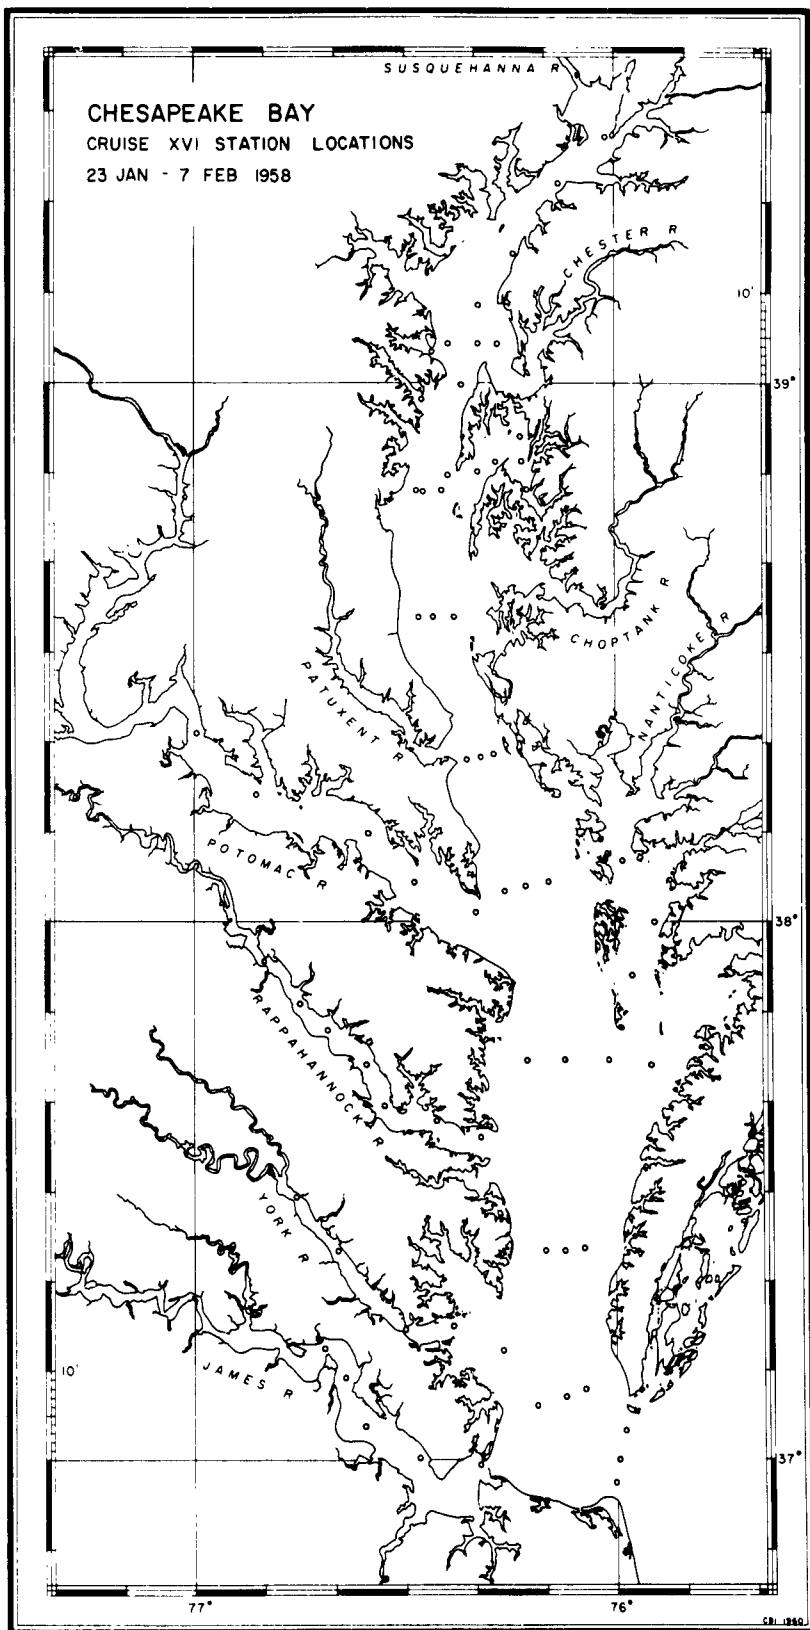 SUSQUEHANNA R
CHESAPEAKE BAY
CRUISE XVI STATION LOCATIONS
23 JAN - 7 FEB 1958
CHESTER R
10'
39°
CHOPTANK R
NANTICOKE R
PATUXENT R
POTOMAC R
38°
RAPPAHANNOCK R
YORK R
JAMES R
10'
37°
77°
76°
CBI 1960